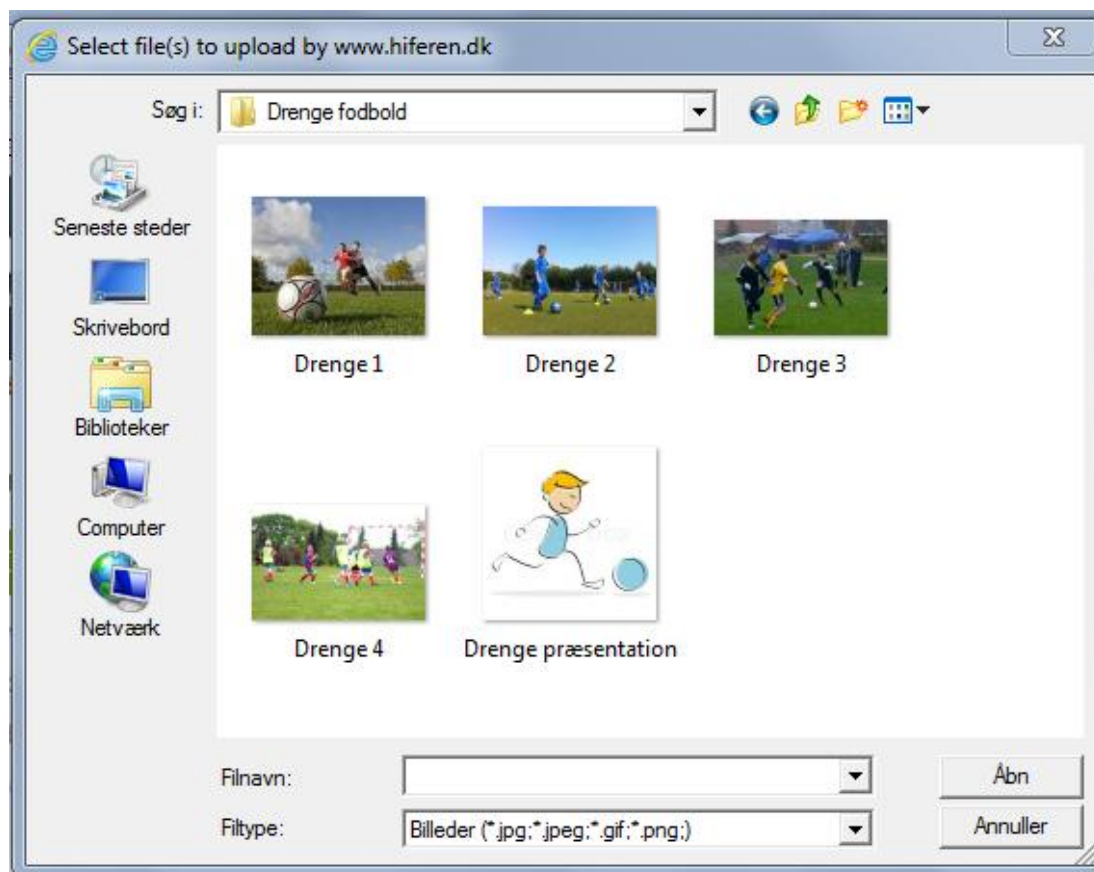 Select file(s) to upload by www.hiferen.dk
Søg i:
Drenge fodbold
Seneste steder
Skrivebord
Biblioteker
Computer
Netværk
Drenge 1
Drenge 2
Drenge 3
Drenge 4
Drenge præsentation
Filnavn:
Åbn
Filtype:
Billeder (*.jpg;*.jpeg;*.gif;*.png;)
Annuller